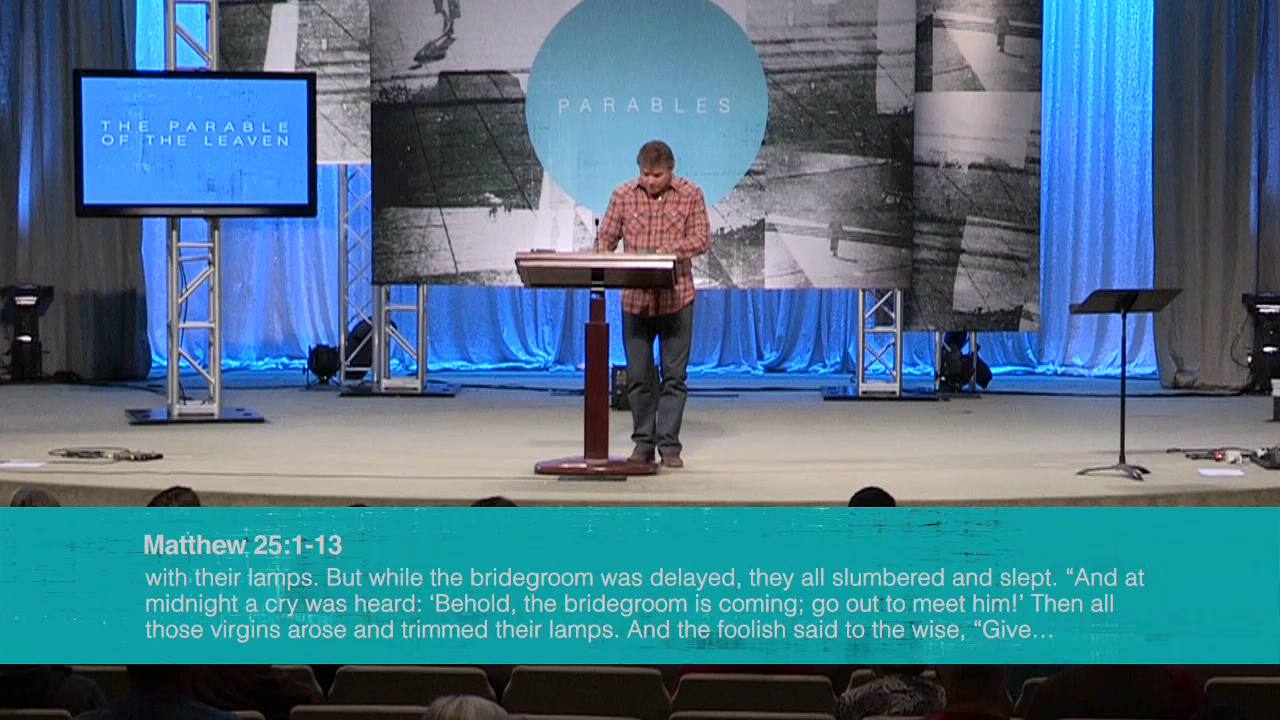 PARABLES
THE PARABLE
OF THE LEAVEN
Matthew 25:1-13
with their lamps. But while the bridegroom was delayed, they all slumbered and slept. “And at
midnight a cry was heard: ‘Behold, the bridegroom is coming; go out to meet him!’ Then all
those virgins arose and trimmed their lamps. And the foolish said to the wise, “Give…